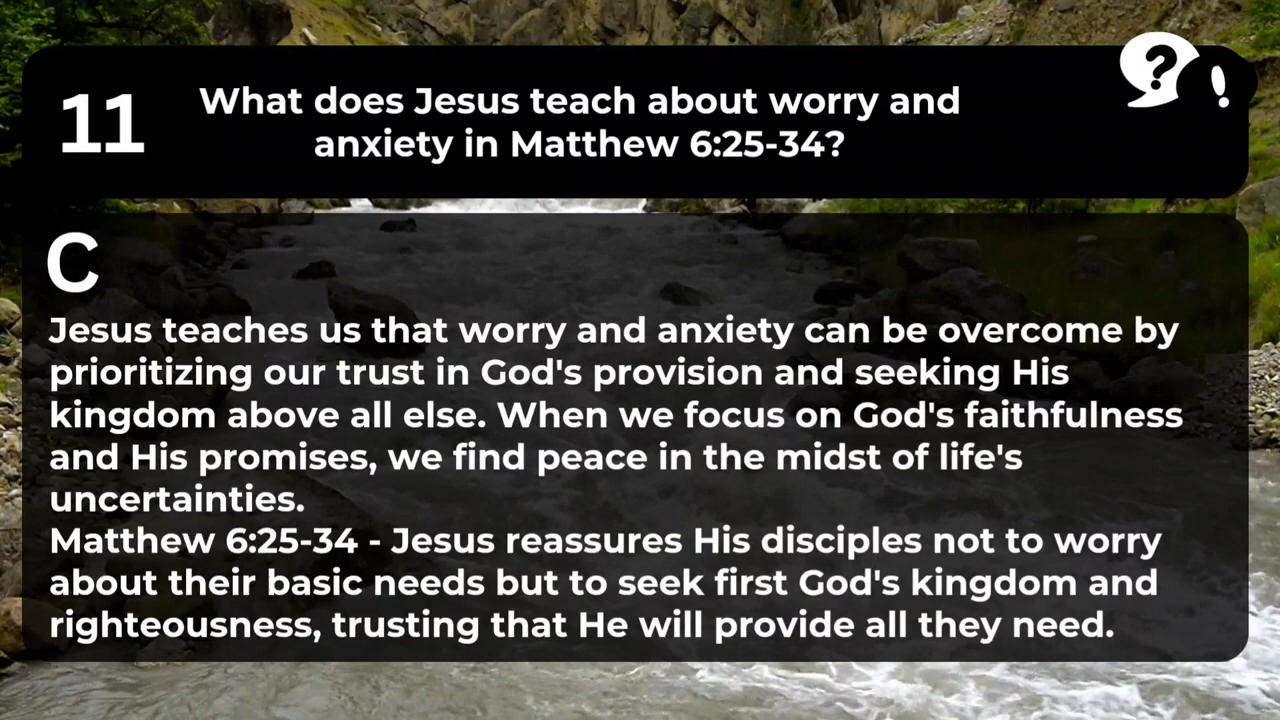 11
What does Jesus teach about worry and
anxiety in Matthew 6:25-34?
?
!
C
Jesus teaches us that worry and anxiety can be overcome by
prioritizing our trust in God's provision and seeking His
kingdom above all else. When we focus on God's faithfulness
and His promises, we find peace in the midst of life's
uncertainties.
Matthew 6:25-34 - Jesus reassures His disciples not to worry
about their basic needs but to seek first God's kingdom and
righteousness, trusting that He will provide all they need.